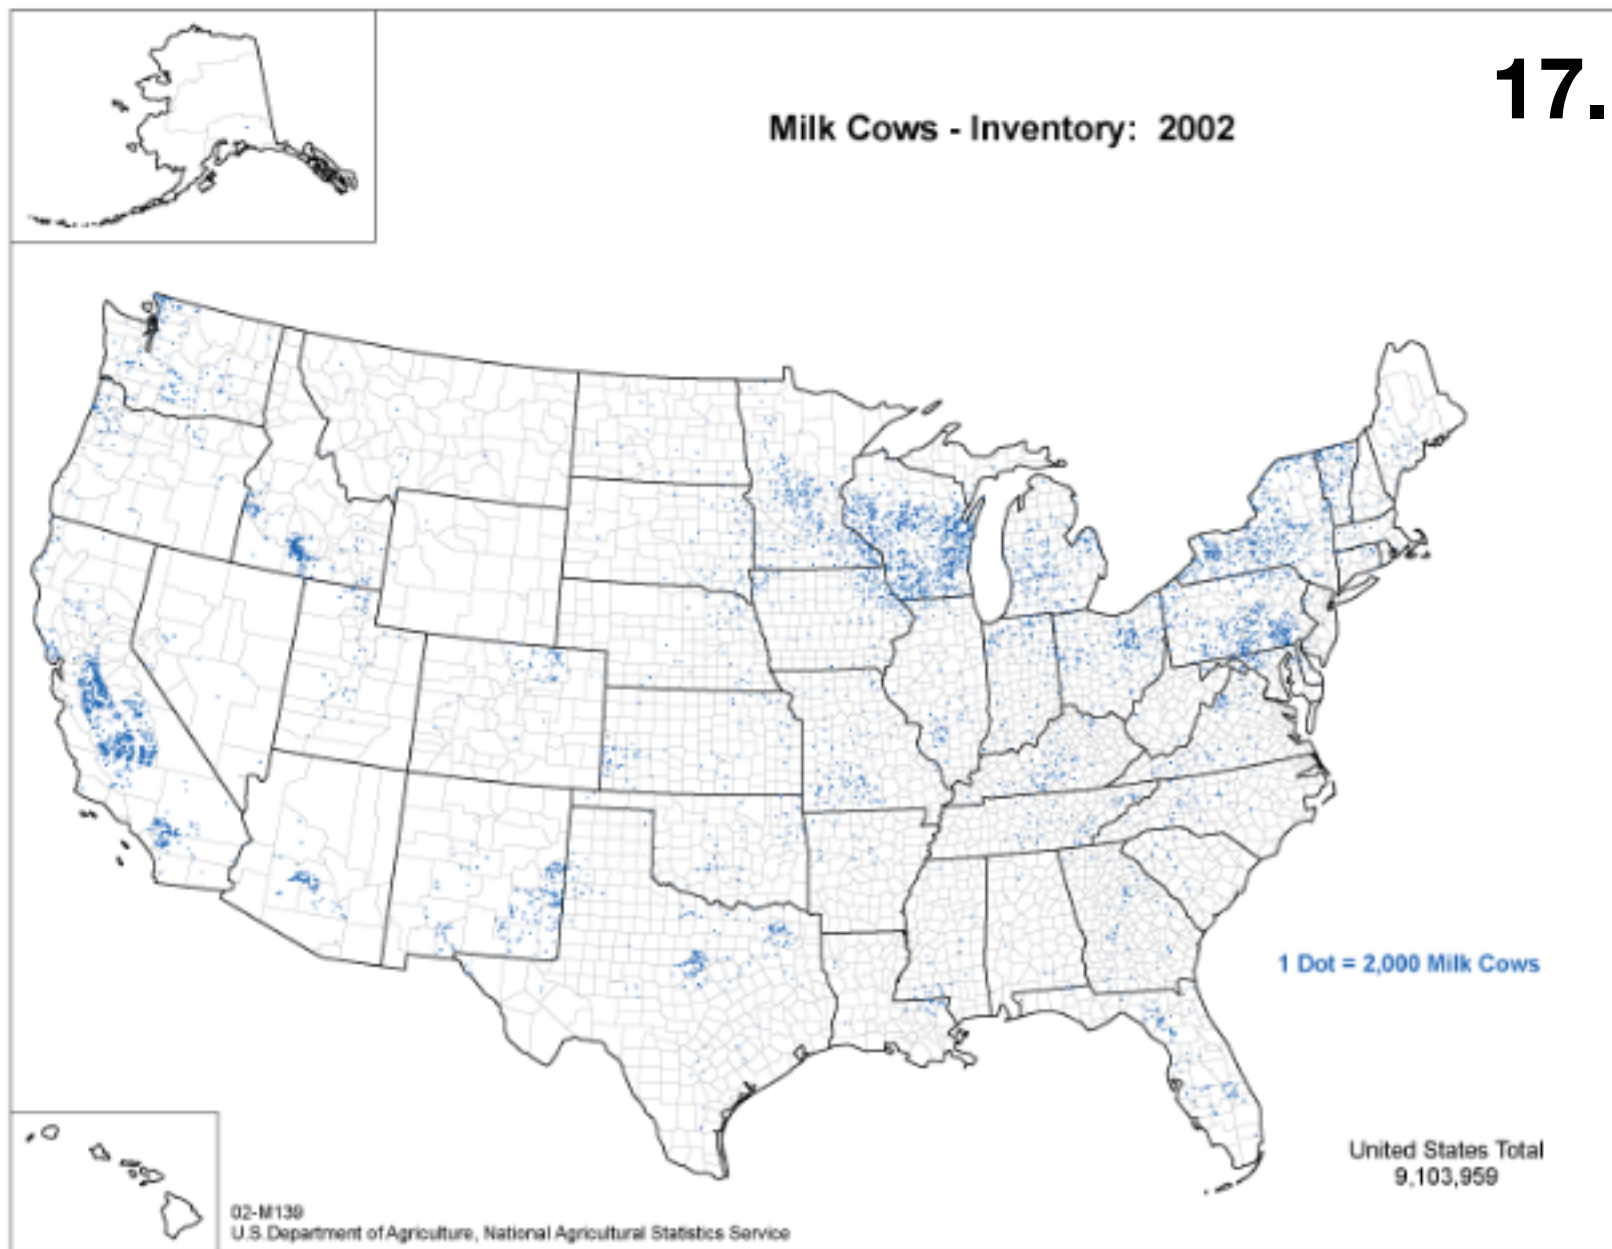 17.
Milk Cows - Inventory: 2002
1 Dot = 2,000 Milk Cows
United States Total
9,103,959
02-M139
U.S.Department of Agriculture, National Agricultural Statistics Service